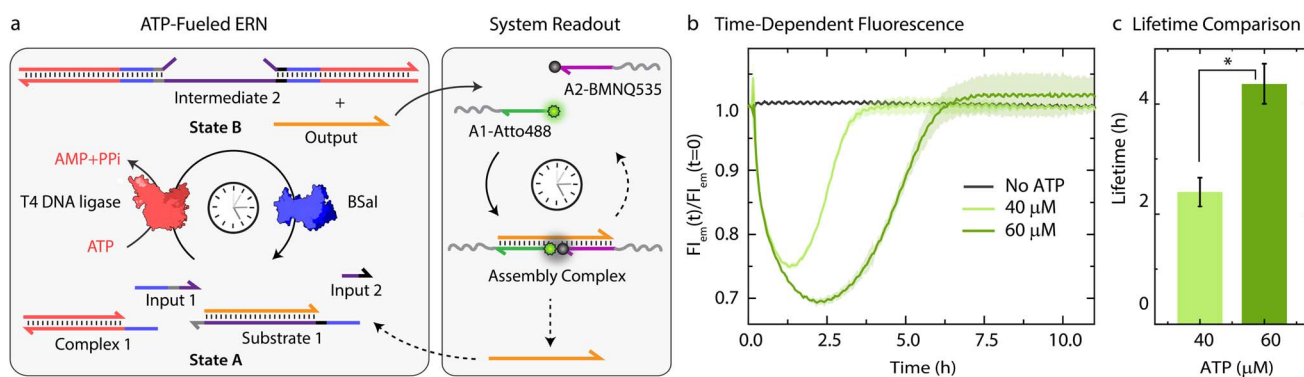 a
ATP-Fueled ERN
System Readout
Intermediate 2
+
State B
Output
AMP+PPi
T4 DNA ligase
BSaI
ATP
Input 1
Input 2
Complex 1
Substrate 1
State A
A2-BMNQ535
A1-Atto488
Assembly Complex
b Time-Dependent Fluorescence
FI_em(t)/FI_em(t=0)
1.0
0.9
0.8
0.7
No ATP
40 μM
60 μM
0.0 2.5 5.0 7.5 10.0
Time (h)
c Lifetime Comparison
*
Lifetime (h)
4
2
0
40 60
ATP (μM)